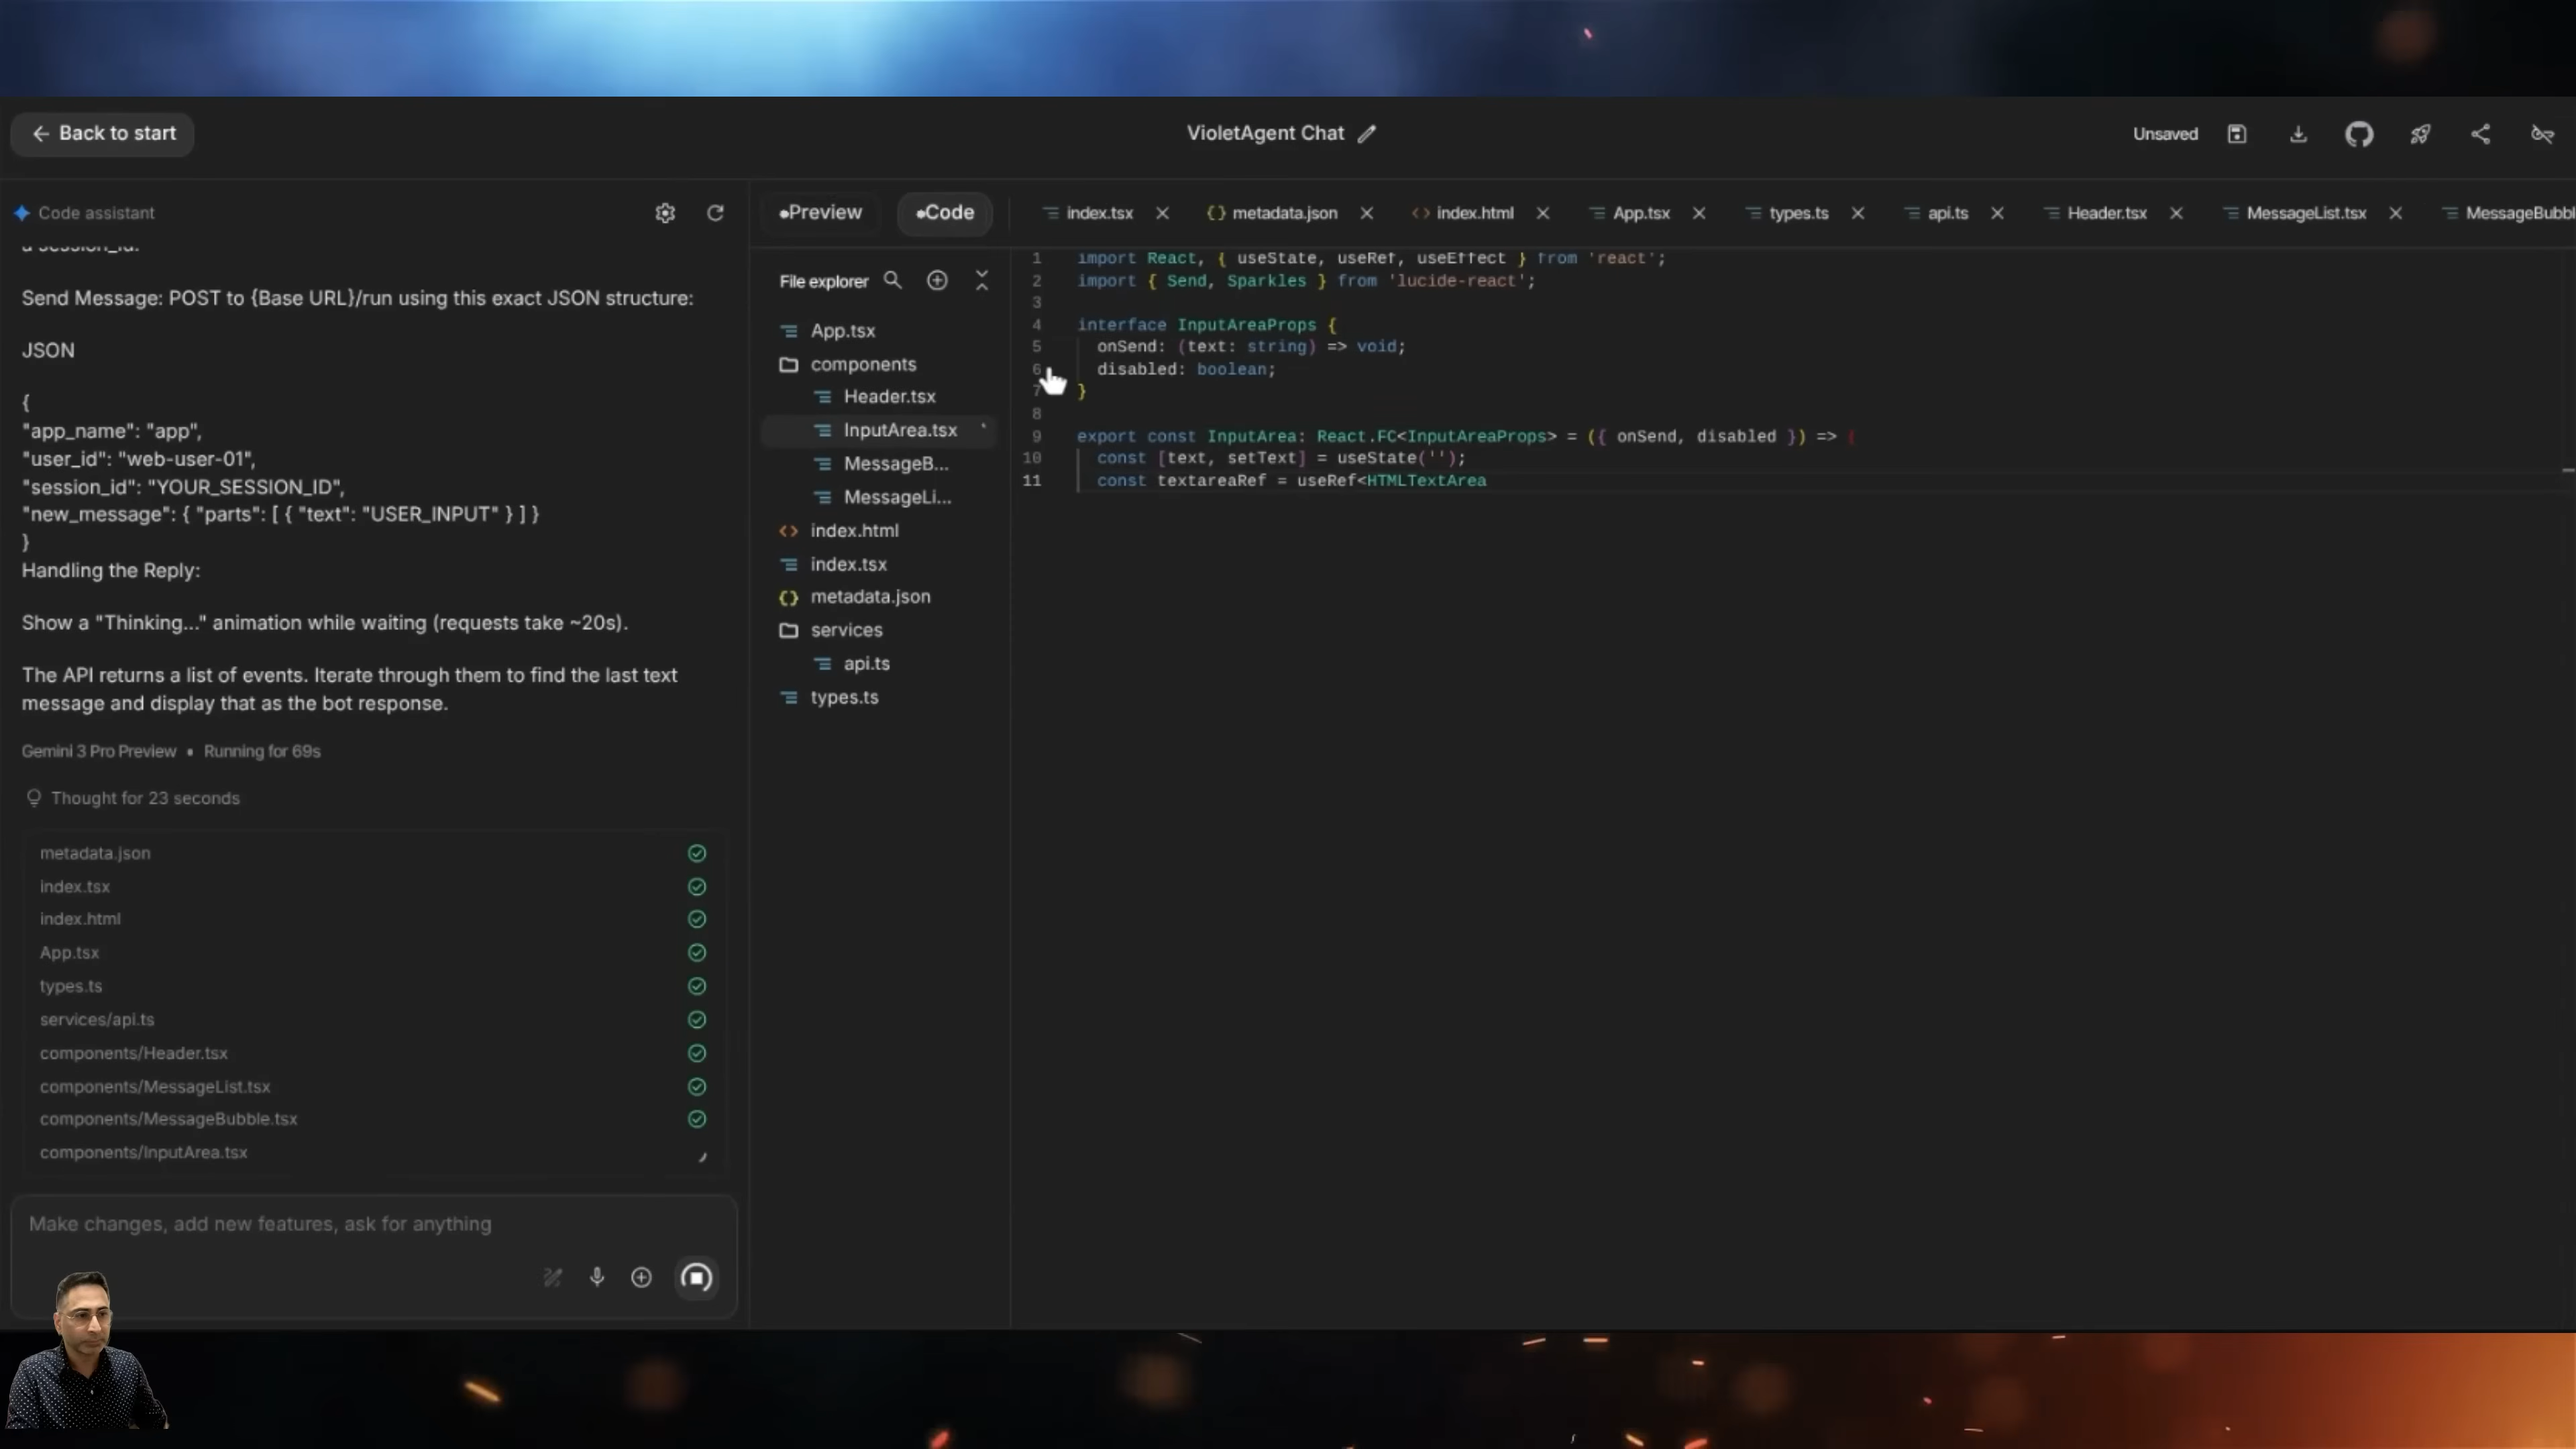 Back to start
VioletAgent Chat
Unsaved
Code assistant
Preview
Code
index.tsx
metadata.json
index.html
App.tsx
types.ts
api.ts
Header.tsx
MessageList.tsx
MessageBubbl
a session_id.
Send Message: POST to {Base URL}/run using this exact JSON structure:
JSON
{
"app_name": "app",
"user_id": "web-user-01",
"session_id": "YOUR_SESSION_ID",
"new_message": { "parts": [ { "text": "USER_INPUT" } ] }
}
Handling the Reply:
Show a "Thinking..." animation while waiting (requests take ~20s).
The API returns a list of events. Iterate through them to find the last text
message and display that as the bot response.
Gemini 3 Pro Preview • Running for 69s
Thought for 23 seconds
metadata.json
index.tsx
index.html
App.tsx
types.ts
services/api.ts
components/Header.tsx
components/MessageList.tsx
components/MessageBubble.tsx
components/InputArea.tsx
Make changes, add new features, ask for anything
File explorer
App.tsx
components
Header.tsx
InputArea.tsx
MessageB...
MessageLi...
index.html
index.tsx
metadata.json
services
api.ts
types.ts
1 import React, { useState, useRef, useEffect } from 'react';
2 import { Send, Sparkles } from 'lucide-react';
3
4 interface InputAreaProps {
5 onSend: (text: string) => void;
6 disabled: boolean;
7 }
8
9 export const InputArea: React.FC<InputAreaProps> = ({ onSend, disabled }) => {
10 const [text, setText] = useState('');
11 const textareaRef = useRef<HTMLTextArea